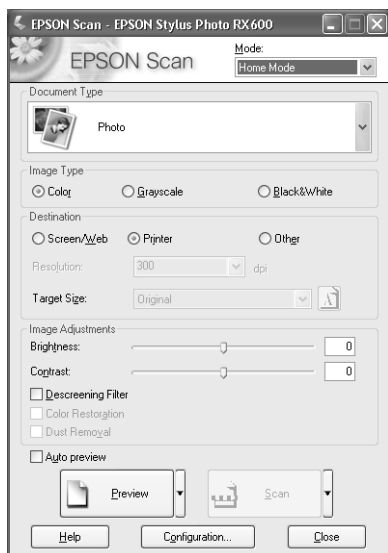 EPSON Scan - EPSON Stylus Photo RX600
EPSON Scan
Mode:
Home Mode
Document Type
Photo
Image Type
Color
Grayscale
Black&White
Destination
Screen/Web
Printer
Other
Resolution:
300
dpi
Target Size:
Original
Image Adjustments
Brightness:
0
Contrast:
0
Descreening Filter
Color Restoration
Dust Removal
Auto preview
Preview
Scan
Help
Configuration...
Close